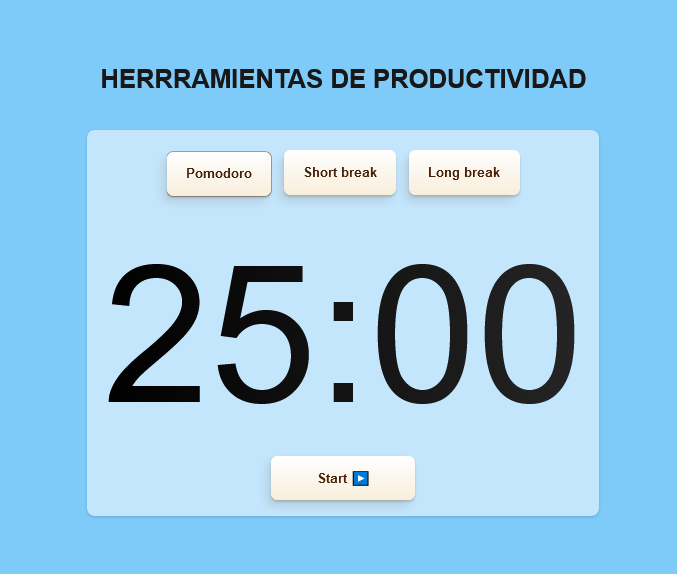 HERRRAMIENTAS DE PRODUCTIVIDAD
Pomodoro Short break Long break
25:00
Start ▶️